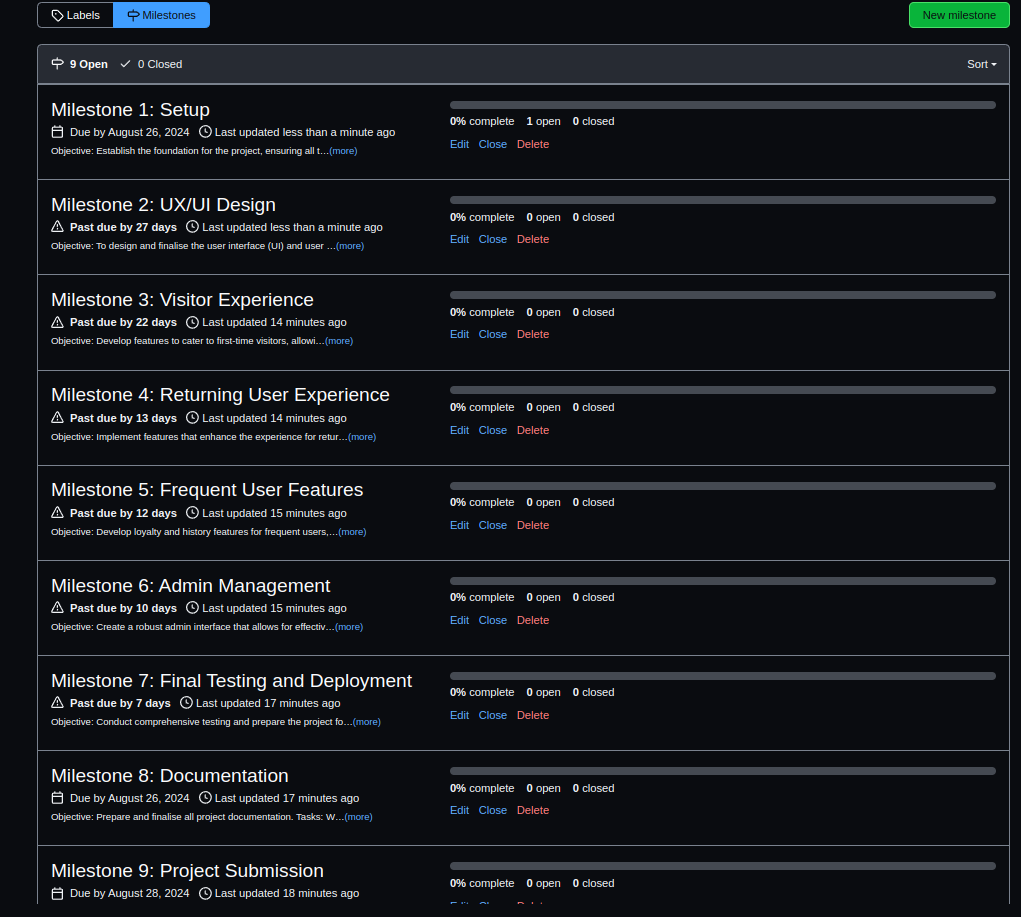 Labels Milestones New milestone
9 Open 0 Closed Sort
Milestone 1: Setup
0% complete 1 open 0 closed
Due by August 26, 2024 Last updated less than a minute ago
Edit Close Delete
Objective: Establish the foundation for the project, ensuring all t…(more)
Milestone 2: UX/UI Design
0% complete 0 open 0 closed
Past due by 27 days Last updated less than a minute ago
Edit Close Delete
Objective: To design and finalise the user interface (UI) and user …(more)
Milestone 3: Visitor Experience
0% complete 0 open 0 closed
Past due by 22 days Last updated 14 minutes ago
Edit Close Delete
Objective: Develop features to cater to first-time visitors, allowi…(more)
Milestone 4: Returning User Experience
0% complete 0 open 0 closed
Past due by 13 days Last updated 14 minutes ago
Edit Close Delete
Objective: Implement features that enhance the experience for retur…(more)
Milestone 5: Frequent User Features
0% complete 0 open 0 closed
Past due by 12 days Last updated 15 minutes ago
Edit Close Delete
Objective: Develop loyalty and history features for frequent users,…(more)
Milestone 6: Admin Management
0% complete 0 open 0 closed
Past due by 10 days Last updated 15 minutes ago
Edit Close Delete
Objective: Create a robust admin interface that allows for effectiv…(more)
Milestone 7: Final Testing and Deployment
0% complete 0 open 0 closed
Past due by 7 days Last updated 17 minutes ago
Edit Close Delete
Objective: Conduct comprehensive testing and prepare the project fo…(more)
Milestone 8: Documentation
0% complete 0 open 0 closed
Due by August 26, 2024 Last updated 17 minutes ago
Edit Close Delete
Objective: Prepare and finalise all project documentation. Tasks: W…(more)
Milestone 9: Project Submission
0% complete 0 open 0 closed
Due by August 28, 2024 Last updated 18 minutes ago